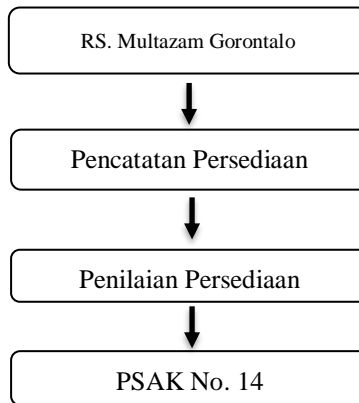 RS. Multazam Gorontalo
Pencatatan Persediaan
Penilaian Persediaan
PSAK No. 14